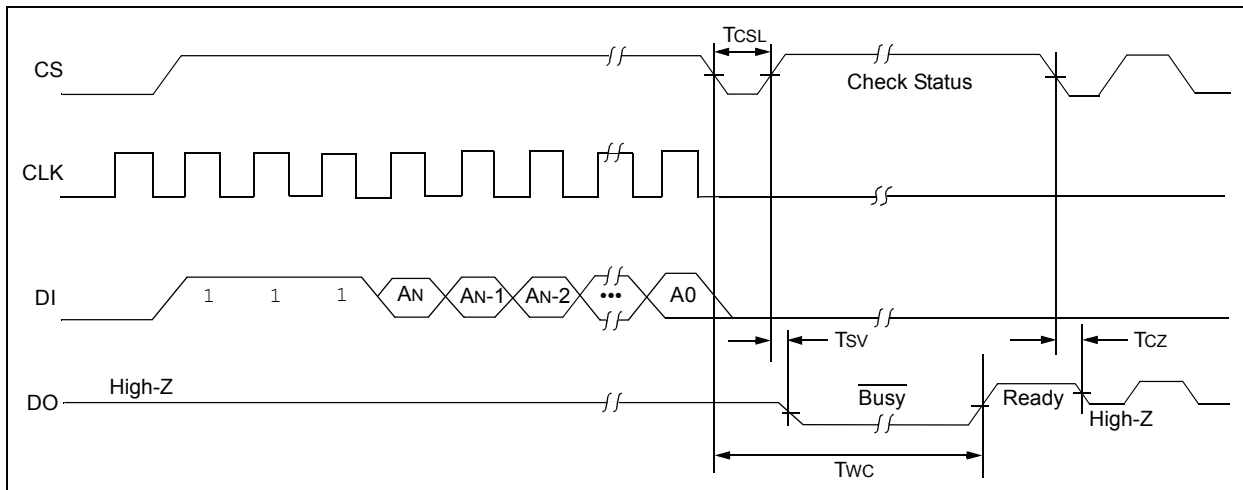 TCSL
CS
Check Status
CLK
DI
1 1 1 AN AN-1 AN-2 ••• A0
TSV
TCZ
High-Z
DO
Busy
Ready
High-Z
TWC